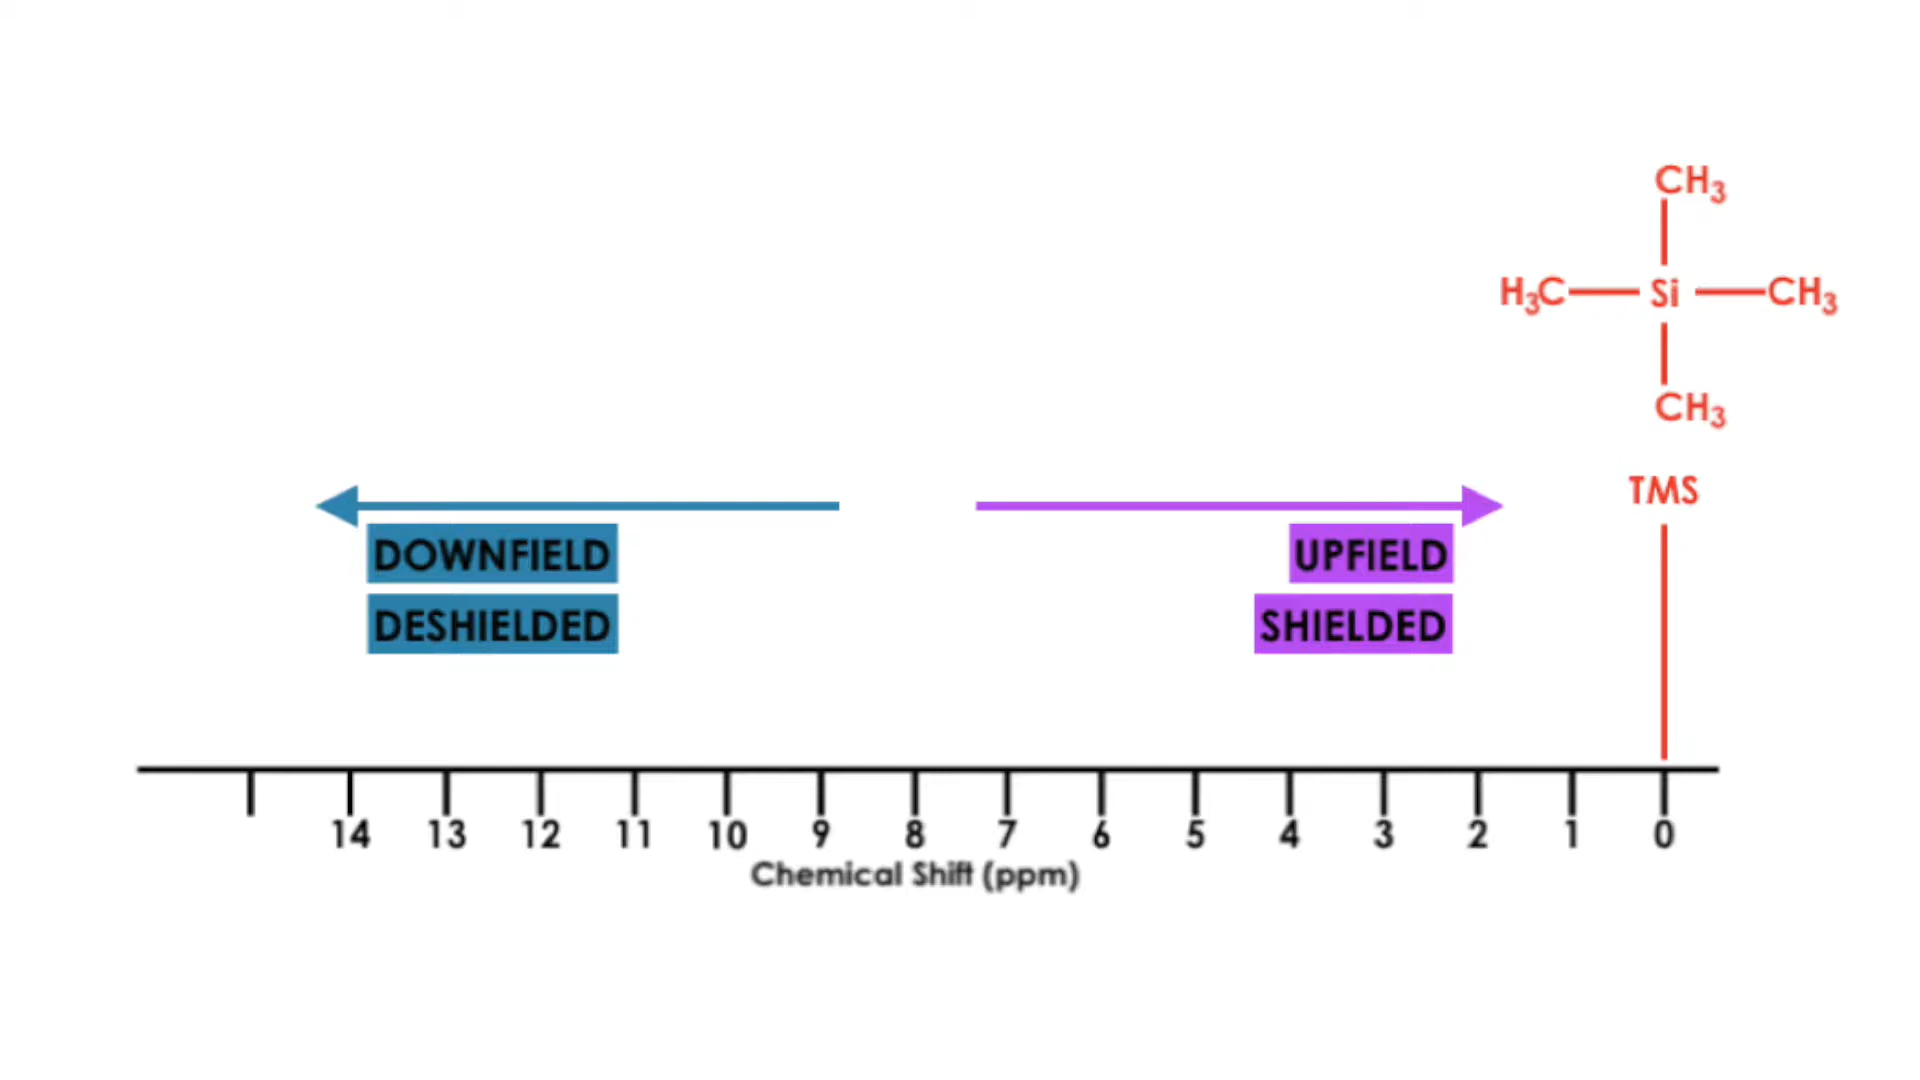 CH3
H3C Si CH3
CH3
TMS
DOWNFIELD UPFIELD
DESHIELDED SHIELDED
14 13 12 11 10 9 8 7 6 5 4 3 2 1 0
Chemical Shift (ppm)